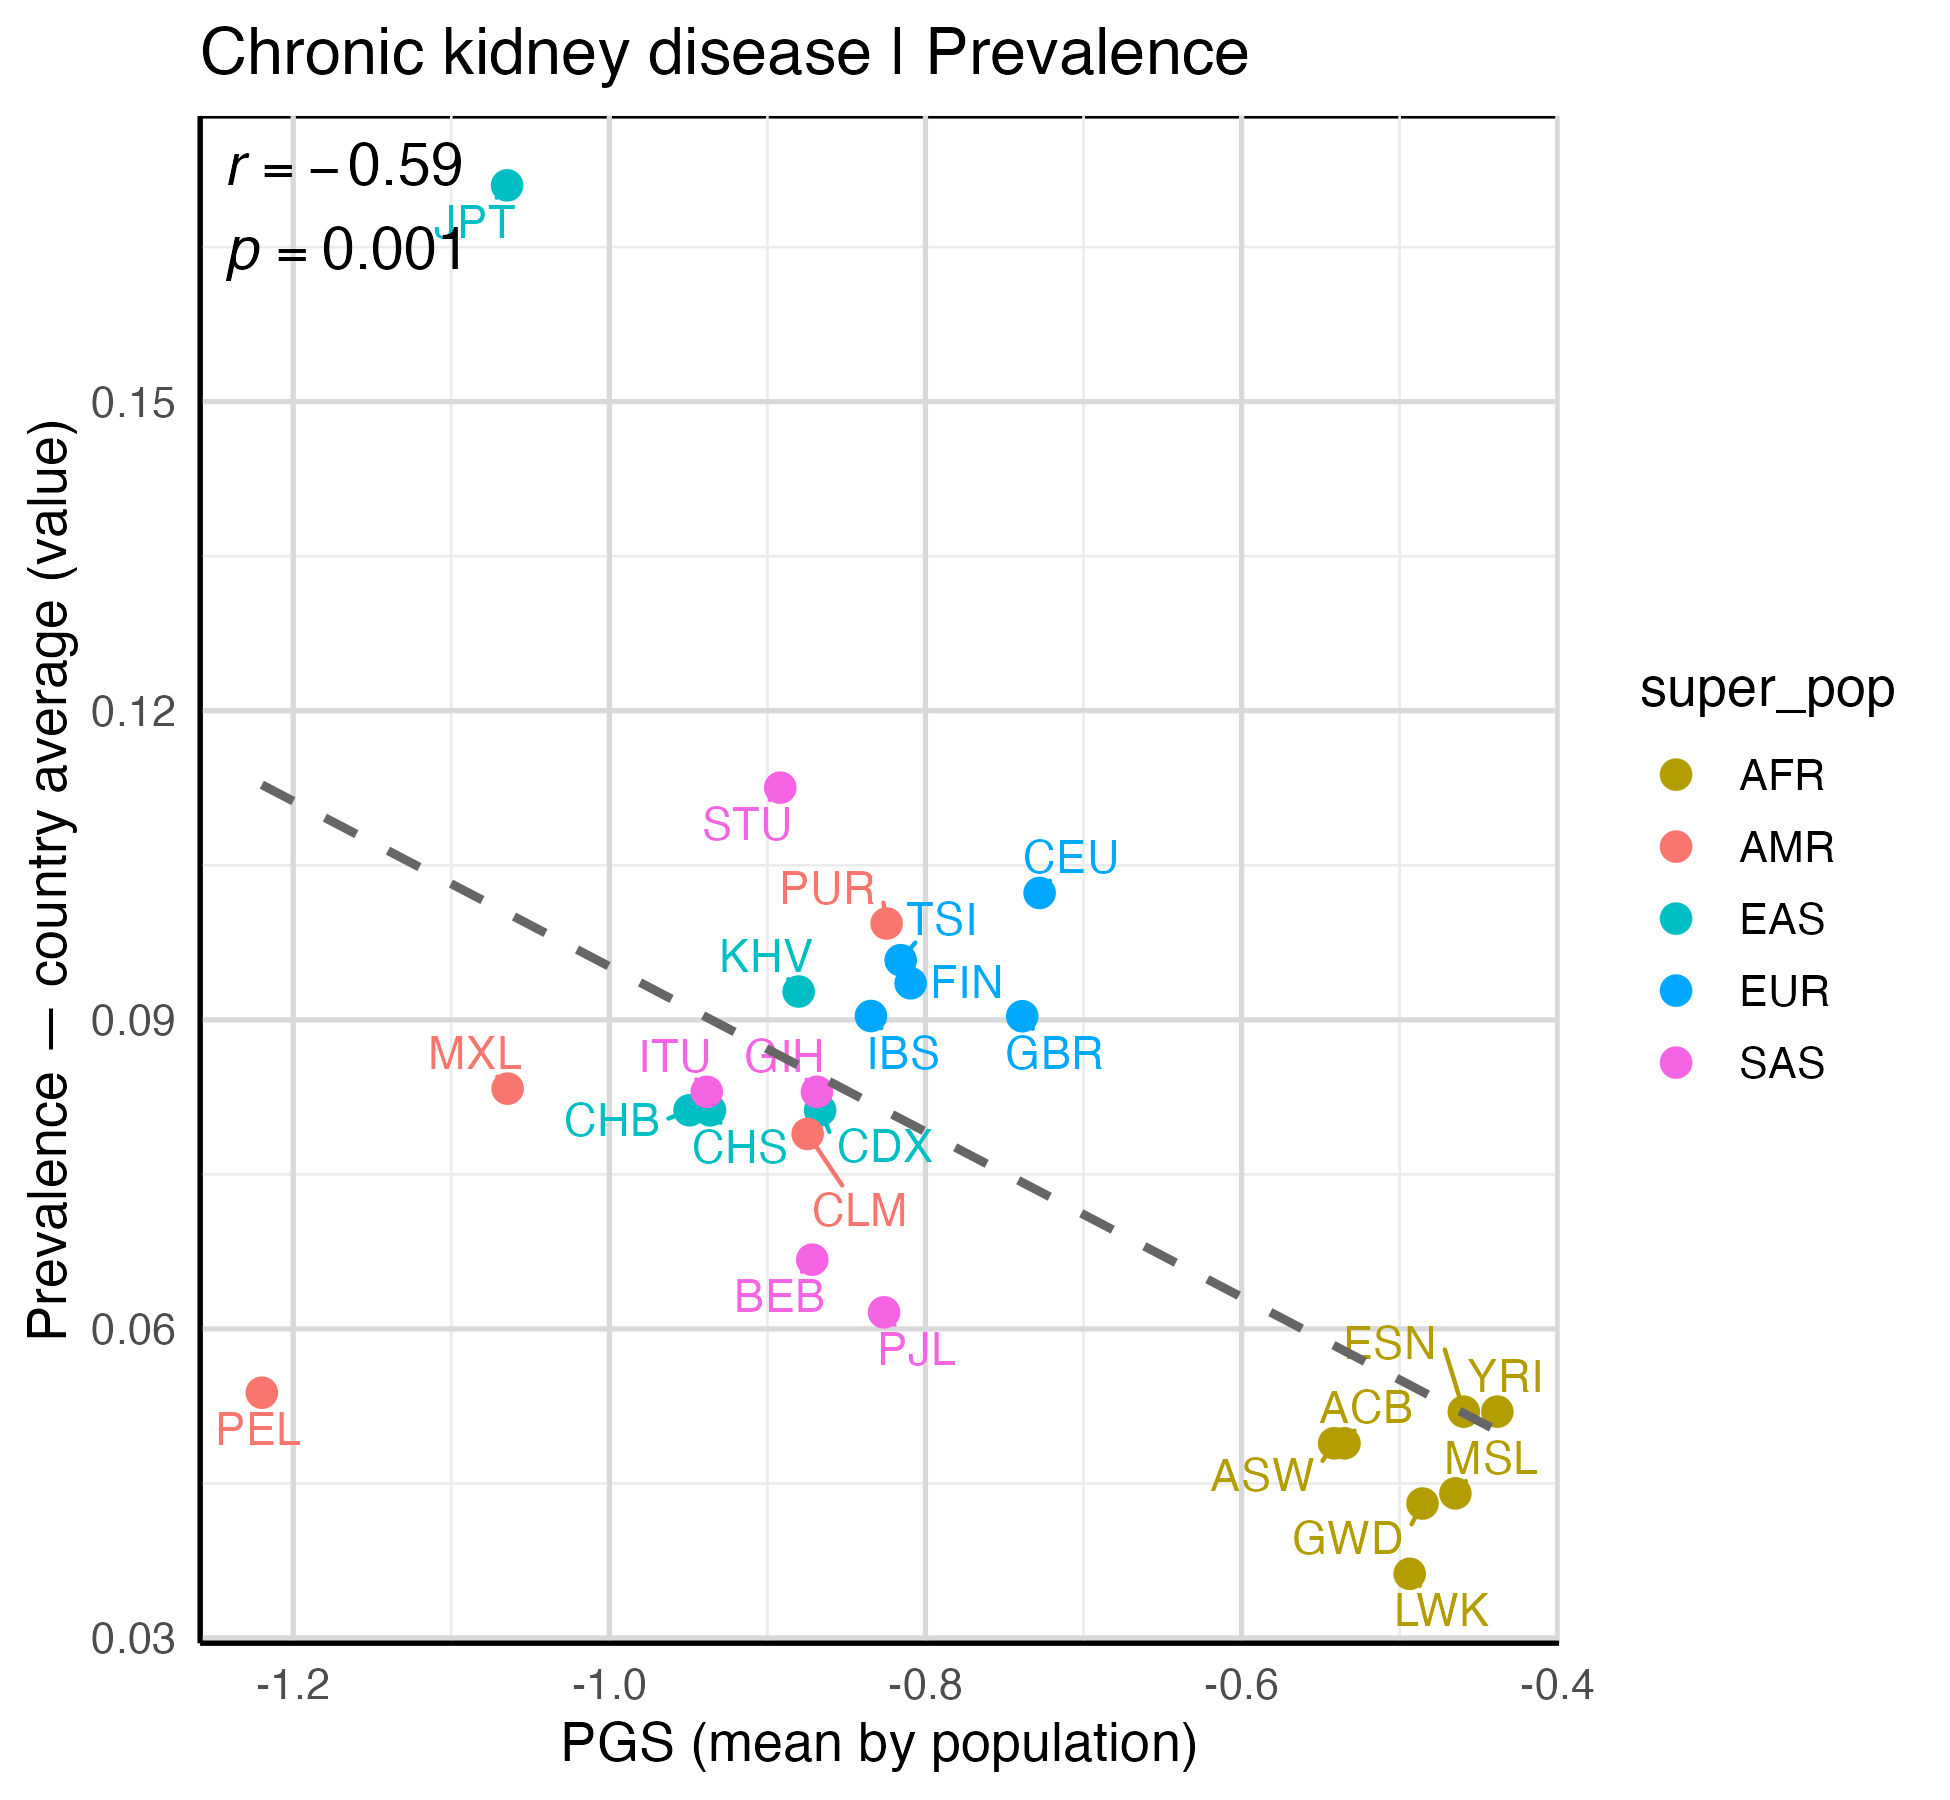 Chronic kidney disease | Prevalence
r = −0.59
p = 0.001
JPT
STU
CEU
PUR
TSI
KHV
FIN
MXL
ITU
GIH
IBS
GBR
CHB
CHS
CDX
CLM
BEB
PJL
ESN
YRI
PEL
ACB
MSL
ASW
GWD
LWK
0.15
0.12
0.09
0.06
0.03
-1.2
-1.0
-0.8
-0.6
-0.4
PGS (mean by population)
Prevalence — country average (value)
super_pop
AFR
AMR
EAS
EUR
SAS